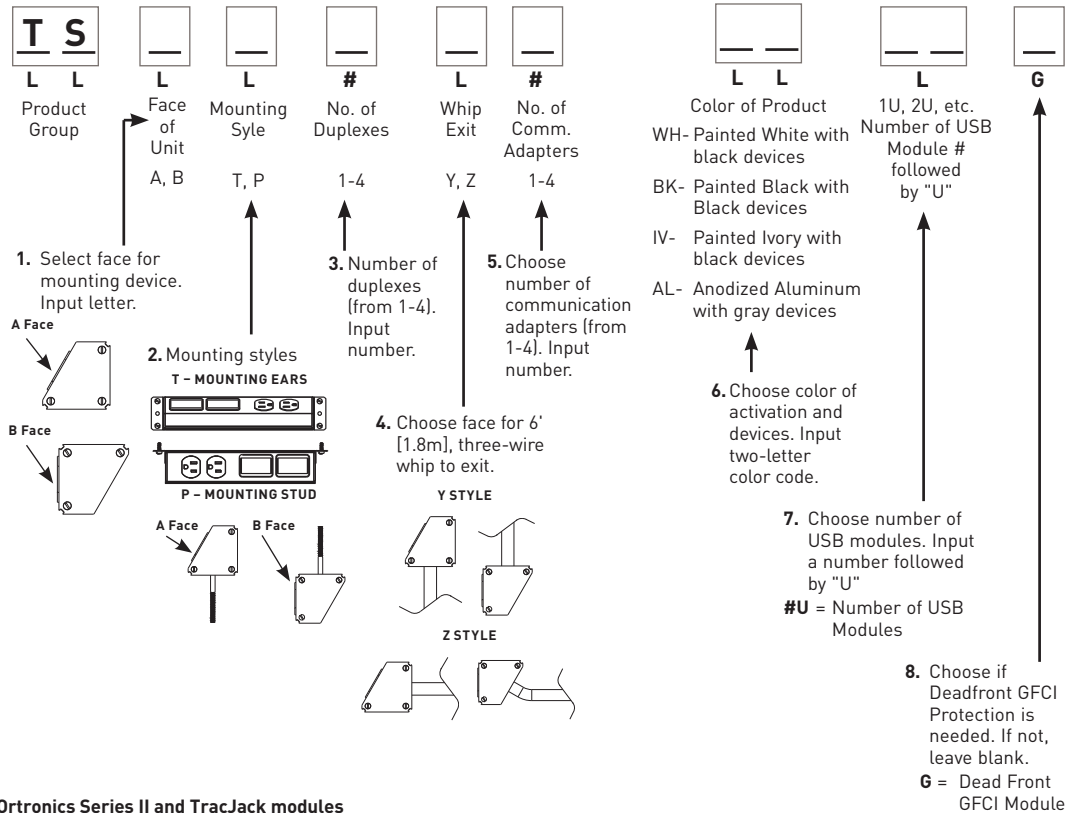 T S
L L
L
L
#
L
#
L L
L
G
Product
Group
Face
of
Unit
A, B
Mounting
Syle
T, P
No. of
Duplexes
1-4
Whip
Exit
Y, Z
No. of
Comm.
Adapters
1-4
Color of Product
WH- Painted White with
black devices
BK- Painted Black with
Black devices
IV- Painted Ivory with
black devices
AL- Anodized Aluminum
with gray devices
1U, 2U, etc.
Number of USB
Module #
followed
by "U"
1. Select face for
mounting device.
Input letter.
A Face
B Face
2. Mounting styles
T – MOUNTING EARS
P – MOUNTING STUD
A Face
B Face
3. Number of
duplexes
(from 1-4).
Input
number.
4. Choose face for 6'
[1.8m], three-wire
whip to exit.
Y STYLE
Z STYLE
5. Choose
number of
communication
adapters (from
1-4). Input
number.
6. Choose color of
activation and
devices. Input
two-letter
color code.
7. Choose number of
USB modules. Input
a number followed
by "U"
#U = Number of USB
Modules
8. Choose if
Deadfront GFCI
Protection is
needed. If not,
leave blank.
G = Dead Front
GFCI Module
Ortronics Series II and TracJack modules